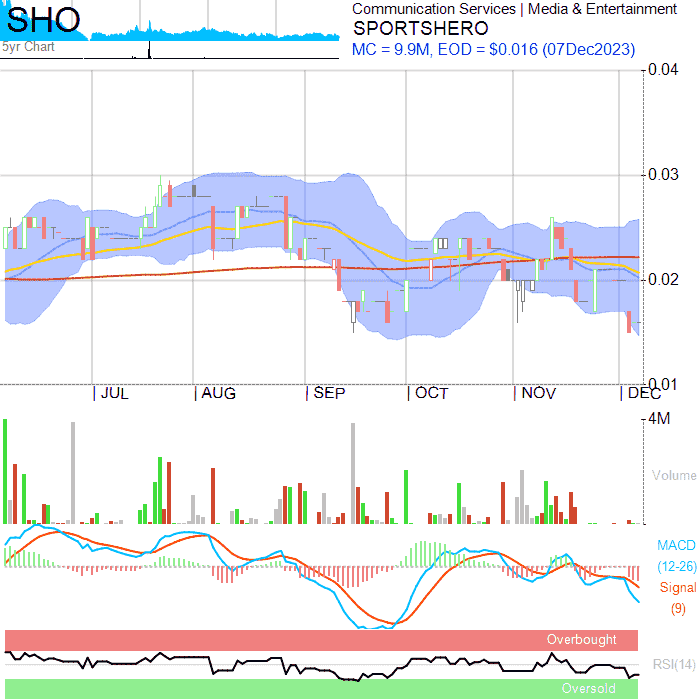 SHO
5yr Chart
Communication Services | Media & Entertainment
SPORTSHERO
MC = 9.9M, EOD = $0.016 (07Dec2023)
0.04
0.03
0.02
0.01
JUL
AUG
SEP
OCT
NOV
DEC
4M
Volume
MACD
(12-26)
Signal
(9)
Overbought
RSI(14)
Oversold